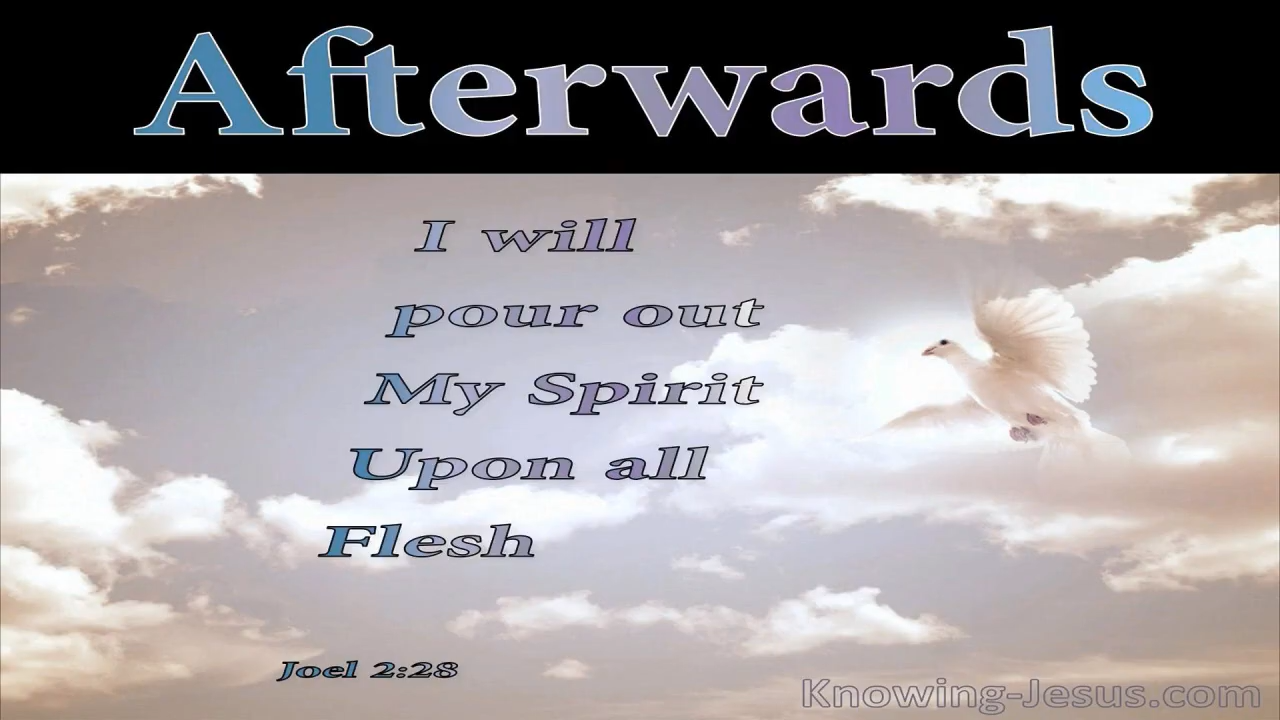 Afterwards
I will
pour out
My Spirit
Upon all
Flesh
Joel 2:28
Knowing-Jesus.com